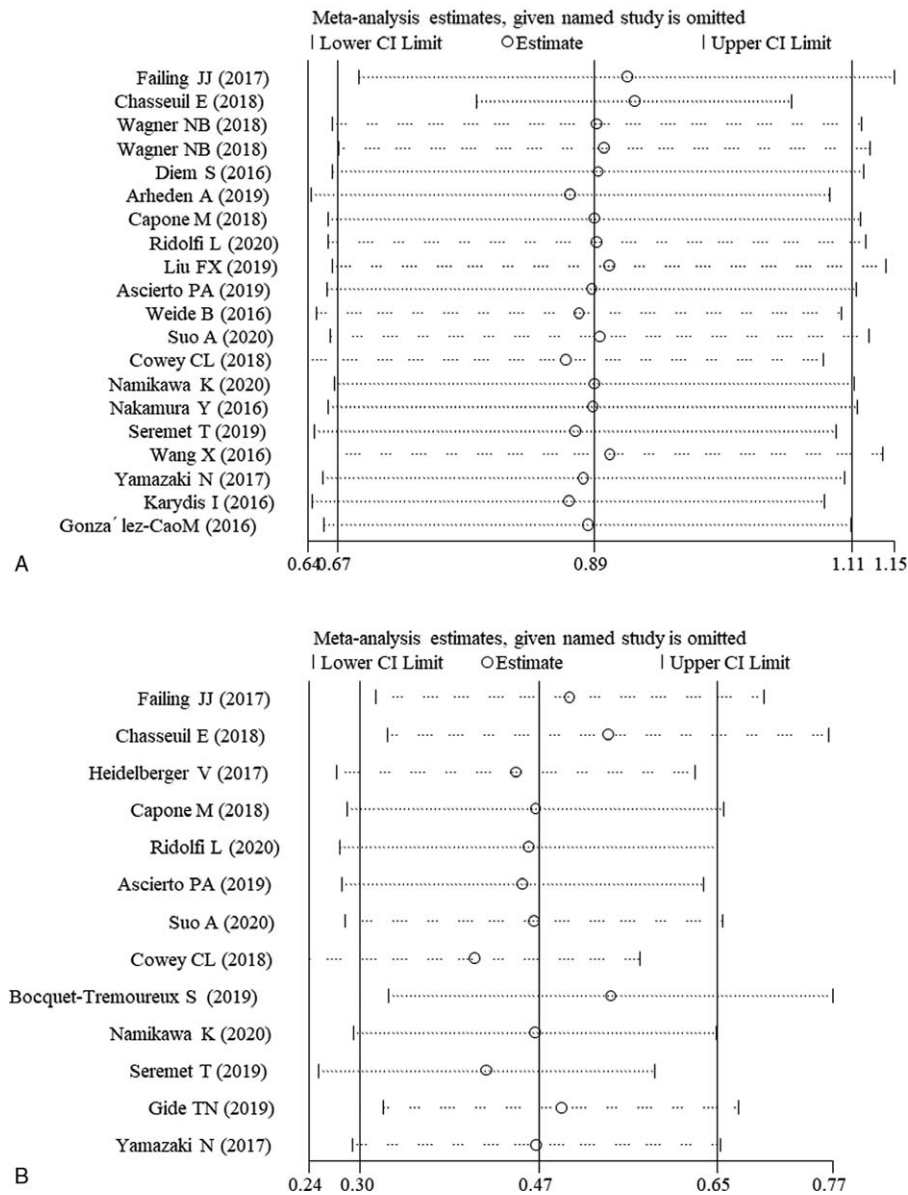 Meta-analysis estimates, given named study is omitted
Lower CI Limit Estimate Upper CI Limit
Failing JJ (2017)
Chasseuil E (2018)
Wagner NB (2018)
Wagner NB (2018)
Diem S (2016)
Arheden A (2019)
Capone M (2018)
Ridolfi L (2020)
Liu FX (2019)
Ascierto PA (2019)
Weide B (2016)
Suo A (2020)
Cowey CL (2018)
Namikawa K (2020)
Nakamura Y (2016)
Seremet T (2019)
Wang X (2016)
Yamazaki N (2017)
Karydis I (2016)
Gonza´ lez-CaoM (2016)
A
0.64 0.67 0.89 1.11 1.15
Meta-analysis estimates, given named study is omitted
Lower CI Limit Estimate Upper CI Limit
Failing JJ (2017)
Chasseuil E (2018)
Heidelberger V (2017)
Capone M (2018)
Ridolfi L (2020)
Ascierto PA (2019)
Suo A (2020)
Cowey CL (2018)
Bocquet-Tremoureux S (2019)
Namikawa K (2020)
Seremet T (2019)
Gide TN (2019)
Yamazaki N (2017)
B
0.24 0.30 0.47 0.65 0.77